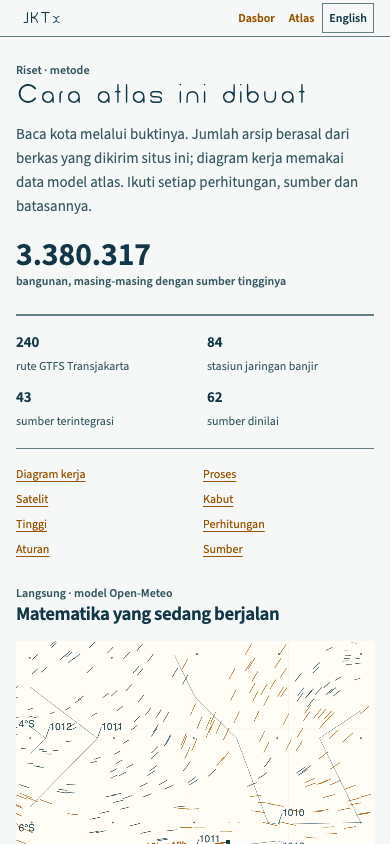 JKTx
Dasbor Atlas English
Riset · metode
Cara atlas ini dibuat
Baca kota melalui buktinya. Jumlah arsip berasal dari
berkas yang dikirim situs ini; diagram kerja memakai
data model atlas. Ikuti setiap perhitungan, sumber dan
batasannya.
3.380.317
bangunan, masing-masing dengan sumber tingginya
240
rute GTFS Transjakarta
84
stasiun jaringan banjir
43
sumber terintegrasi
62
sumber dinilai
Diagram kerja
Proses
Satelit
Kabut
Tinggi
Perhitungan
Aturan
Sumber
Langsung · model Open-Meteo
Matematika yang sedang berjalan
4°S
1012
1011
1010
6°S
1011